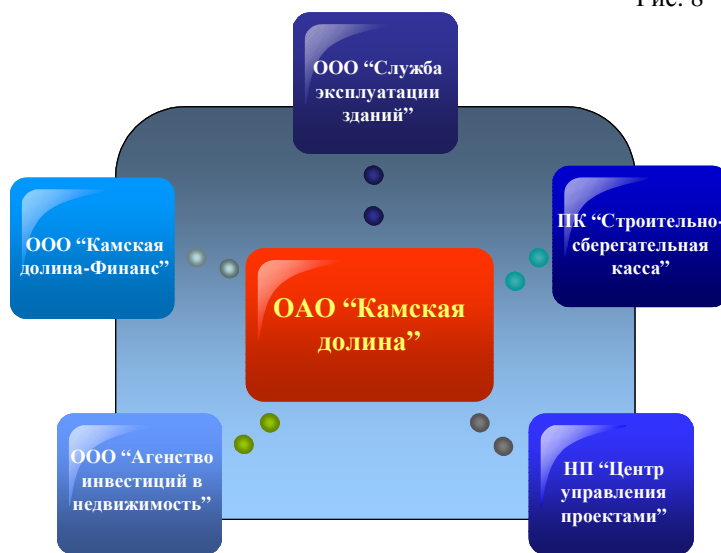 Рис. 8
ООО “Служба
эксплуатации
зданий”
ООО “Камская
долина-Финанс”
ПК “Строительно-
сберегательная
касса”
ОАО “Камская
долина”
ООО “Агенство
инвестиций в
недвижимость”
НП “Центр
управления
проектами”